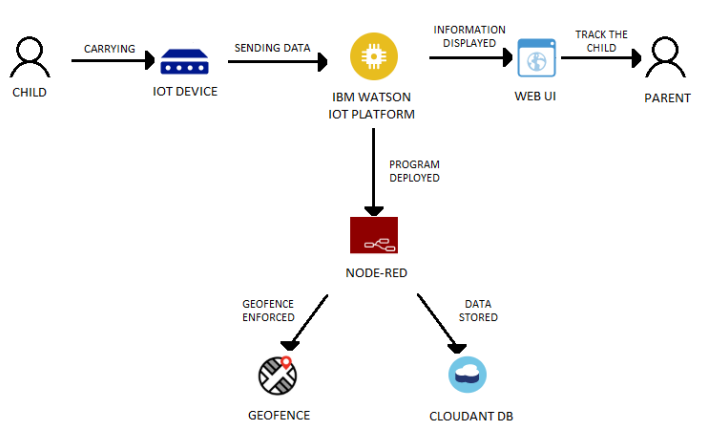 CARRYING
SENDING DATA
INFORMATION
DISPLAYED
TRACK THE
CHILD
CHILD
IOT DEVICE
IBM WATSON
IOT PLATFORM
WEB UI
PARENT
PROGRAM
DEPLOYED
NODE-RED
GEOFENCE
ENFORCED
DATA
STORED
GEOFENCE
CLOUDANT DB